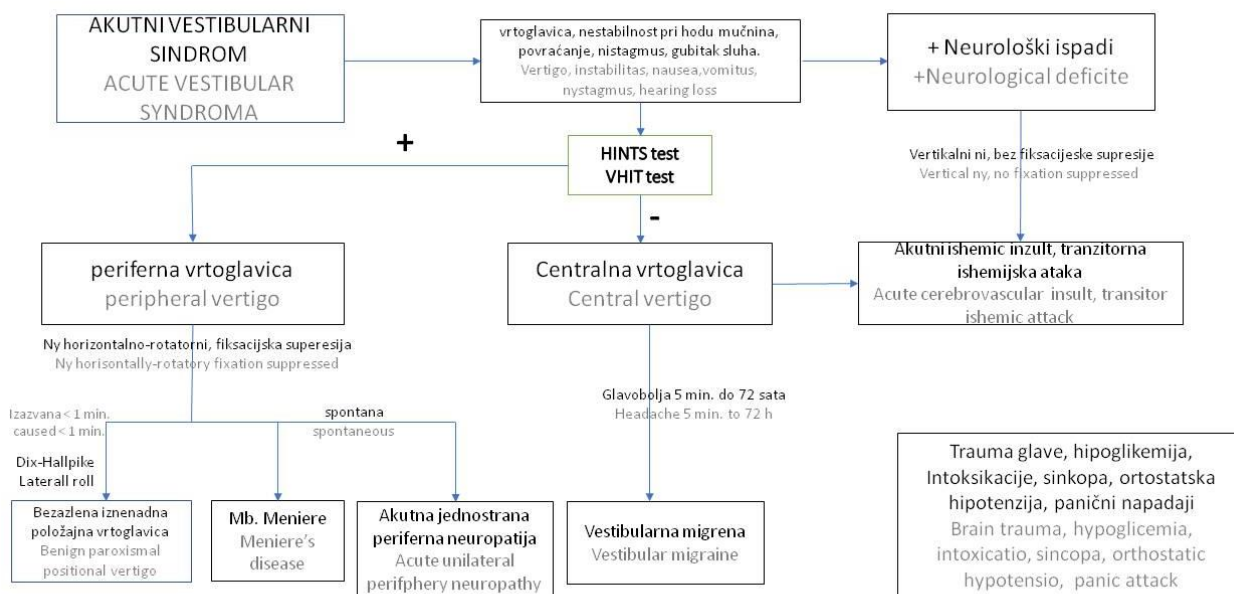 AKUTNI VESTIBULARNI
SINDROM
ACUTE VESTIBULAR
SYNDROMA
vrtoglavica, nestabilnost pri hodu mučnina,
povraćanje, nistagmus, gubitak sluha.
Vertigo, instabilitas, nausea,vomitus,
nystagmus, hearing loss
+ Neurološki ispadi
+Neurological deficite
+
HINTS test
VHIT test
-
Vertikalni ni, bez fiksacijeske supresije
Vertical ny, no fixation suppressed
periferna vrtoglavica
peripheral vertigo
Centralna vrtoglavica
Central vertigo
Akutni ishemic inzult, tranzitorna
ishemijska ataka
Acute cerebrovascular insult, transitor
ishemic attack
Ny horizontalno-rotatorni, fiksacijska superesija
Ny horisontally-rotatory fixation suppressed
Glavobolja 5 min. do 72 sata
Headache 5 min. to 72 h
Izazvana < 1 min.
caused < 1 min.
spontana
spontaneous
Dix-Hallpike
Laterall roll
Bezazlena iznenadna
položajna vrtoglavica
Benign paroxysmal
positional vertigo
Mb. Meniere
Meniere's
disease
Akutna jednostrana
periferna neuropatija
Acute unilateral
perifphery neuropathy
Vestibularna migrena
Vestibular migraine
Trauma glave, hipoglikemija,
Intoksikacije, sinkopa, ortostatska
hipotenzija, panični napadaji
Brain trauma, hypoglicemia,
intoxicatio, sincopa, orthostatic
hypotensio, panic attack